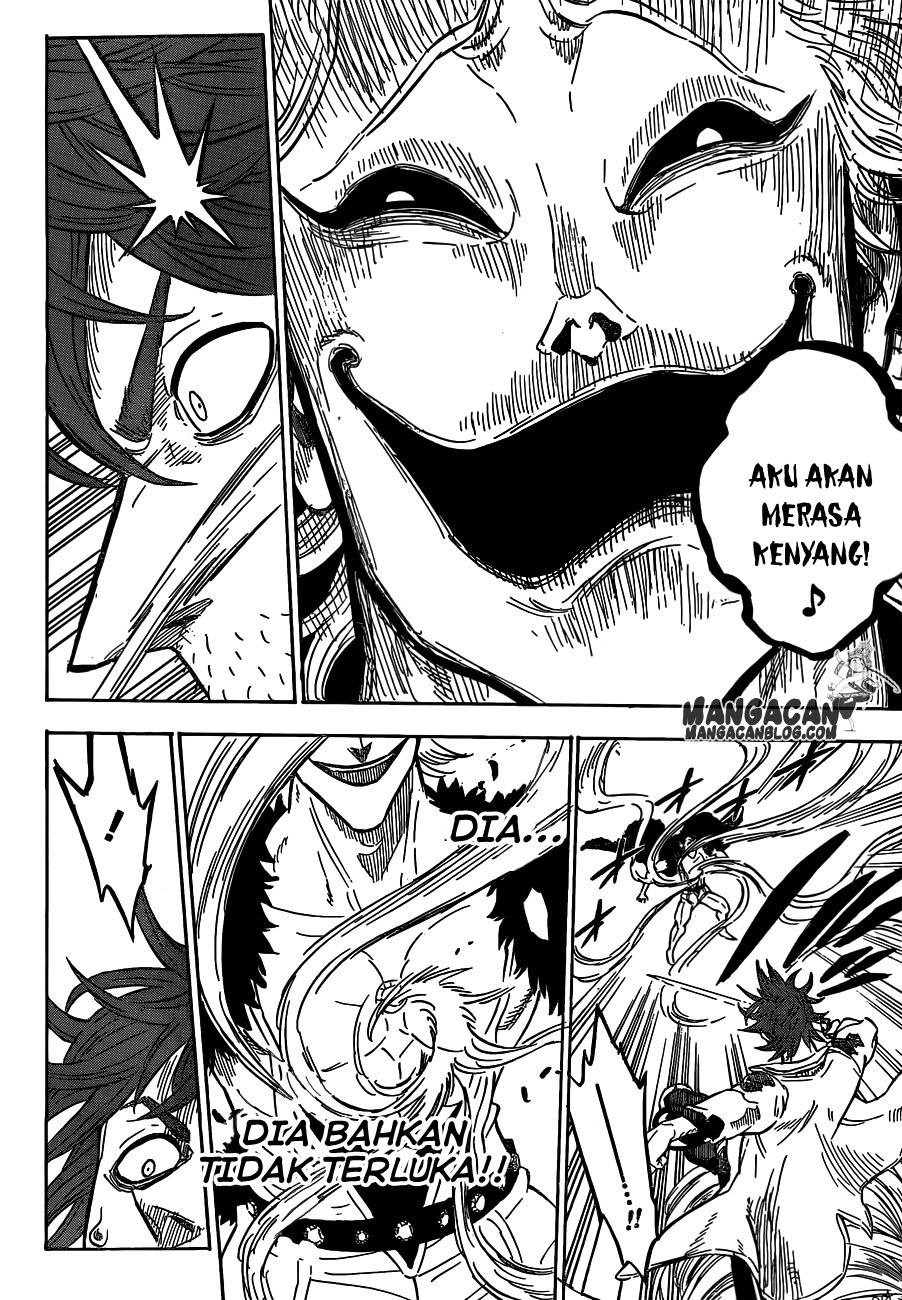 AKU AKAN
MERASA
KENYANG!
♪
MANGACAN
MANGACANBLOG.COM
...!!
DIA...
DIA BAHKAN
TIDAK TERLUKA!!
!